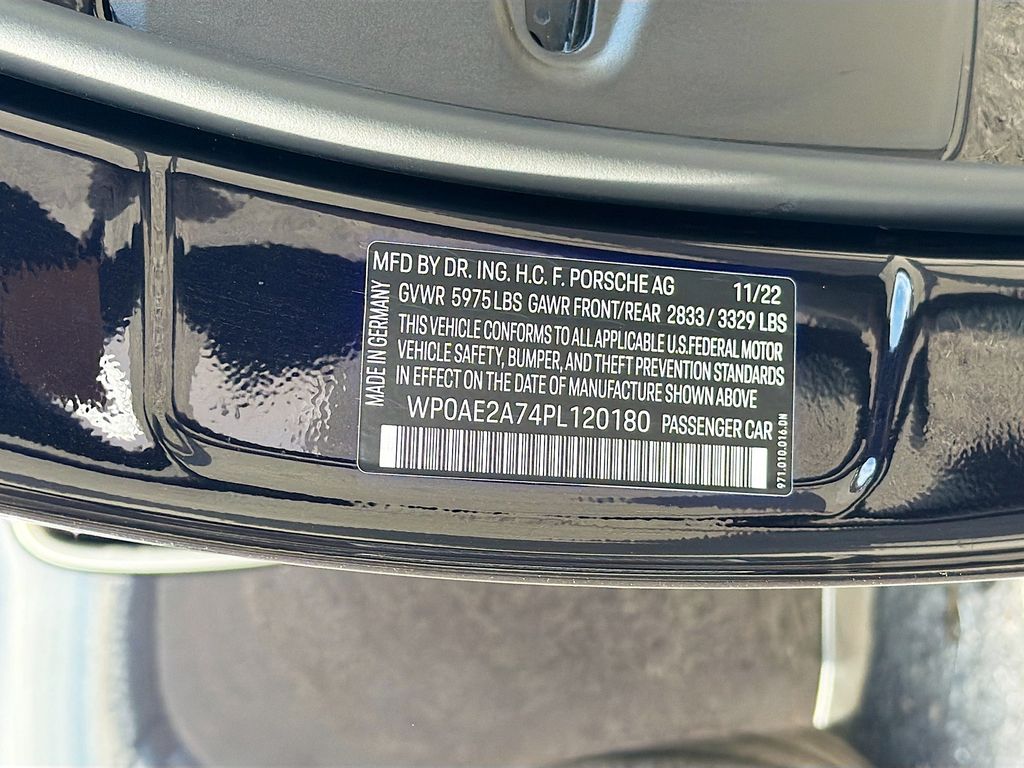 MFD BY DR. ING. H.C. F. PORSCHE AG 11/22
GVWR 5975 LBS GAWR FRONT/REAR 2833 / 3329 LBS
THIS VEHICLE CONFORMS TO ALL APPLICABLE U.S.FEDERAL MOTOR
VEHICLE SAFETY, BUMPER, AND THEFT PREVENTION STANDARDS
IN EFFECT ON THE DATE OF MANUFACTURE SHOWN ABOVE
WP0AE2A74PL120180 PASSENGER CAR
MADE IN GERMANY
971.010.016.DN